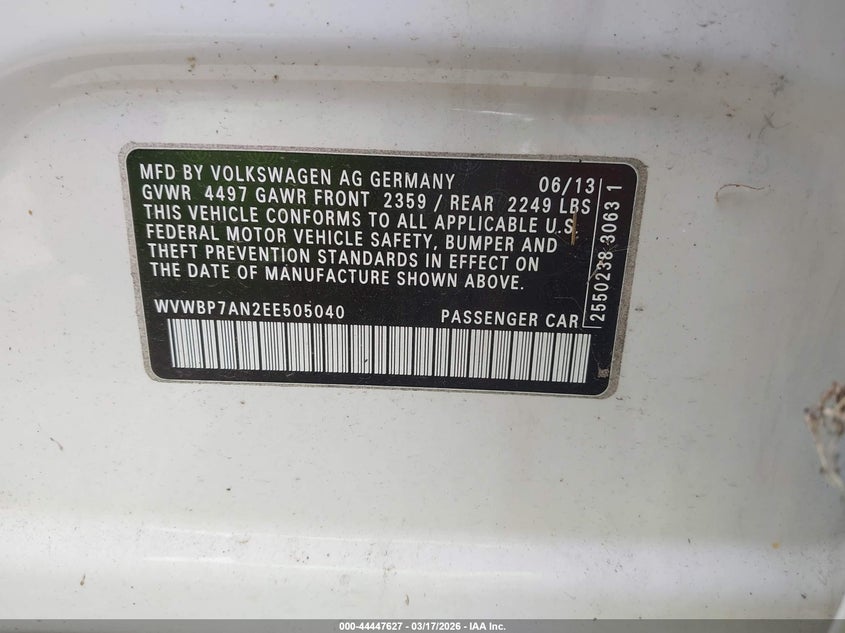 MFD BY VOLKSWAGEN AG GERMANY 06/13
GVWR 4497 GAWR FRONT 2359 / REAR 2249 LBS
THIS VEHICLE CONFORMS TO ALL APPLICABLE U.S.
FEDERAL MOTOR VEHICLE SAFETY, BUMPER AND
THEFT PREVENTION STANDARDS IN EFFECT ON
THE DATE OF MANUFACTURE SHOWN ABOVE.
WVWBP7AN2EE505040 PASSENGER CAR
2550238 30631
000-44447627 - 03/17/2026 - IAA Inc.